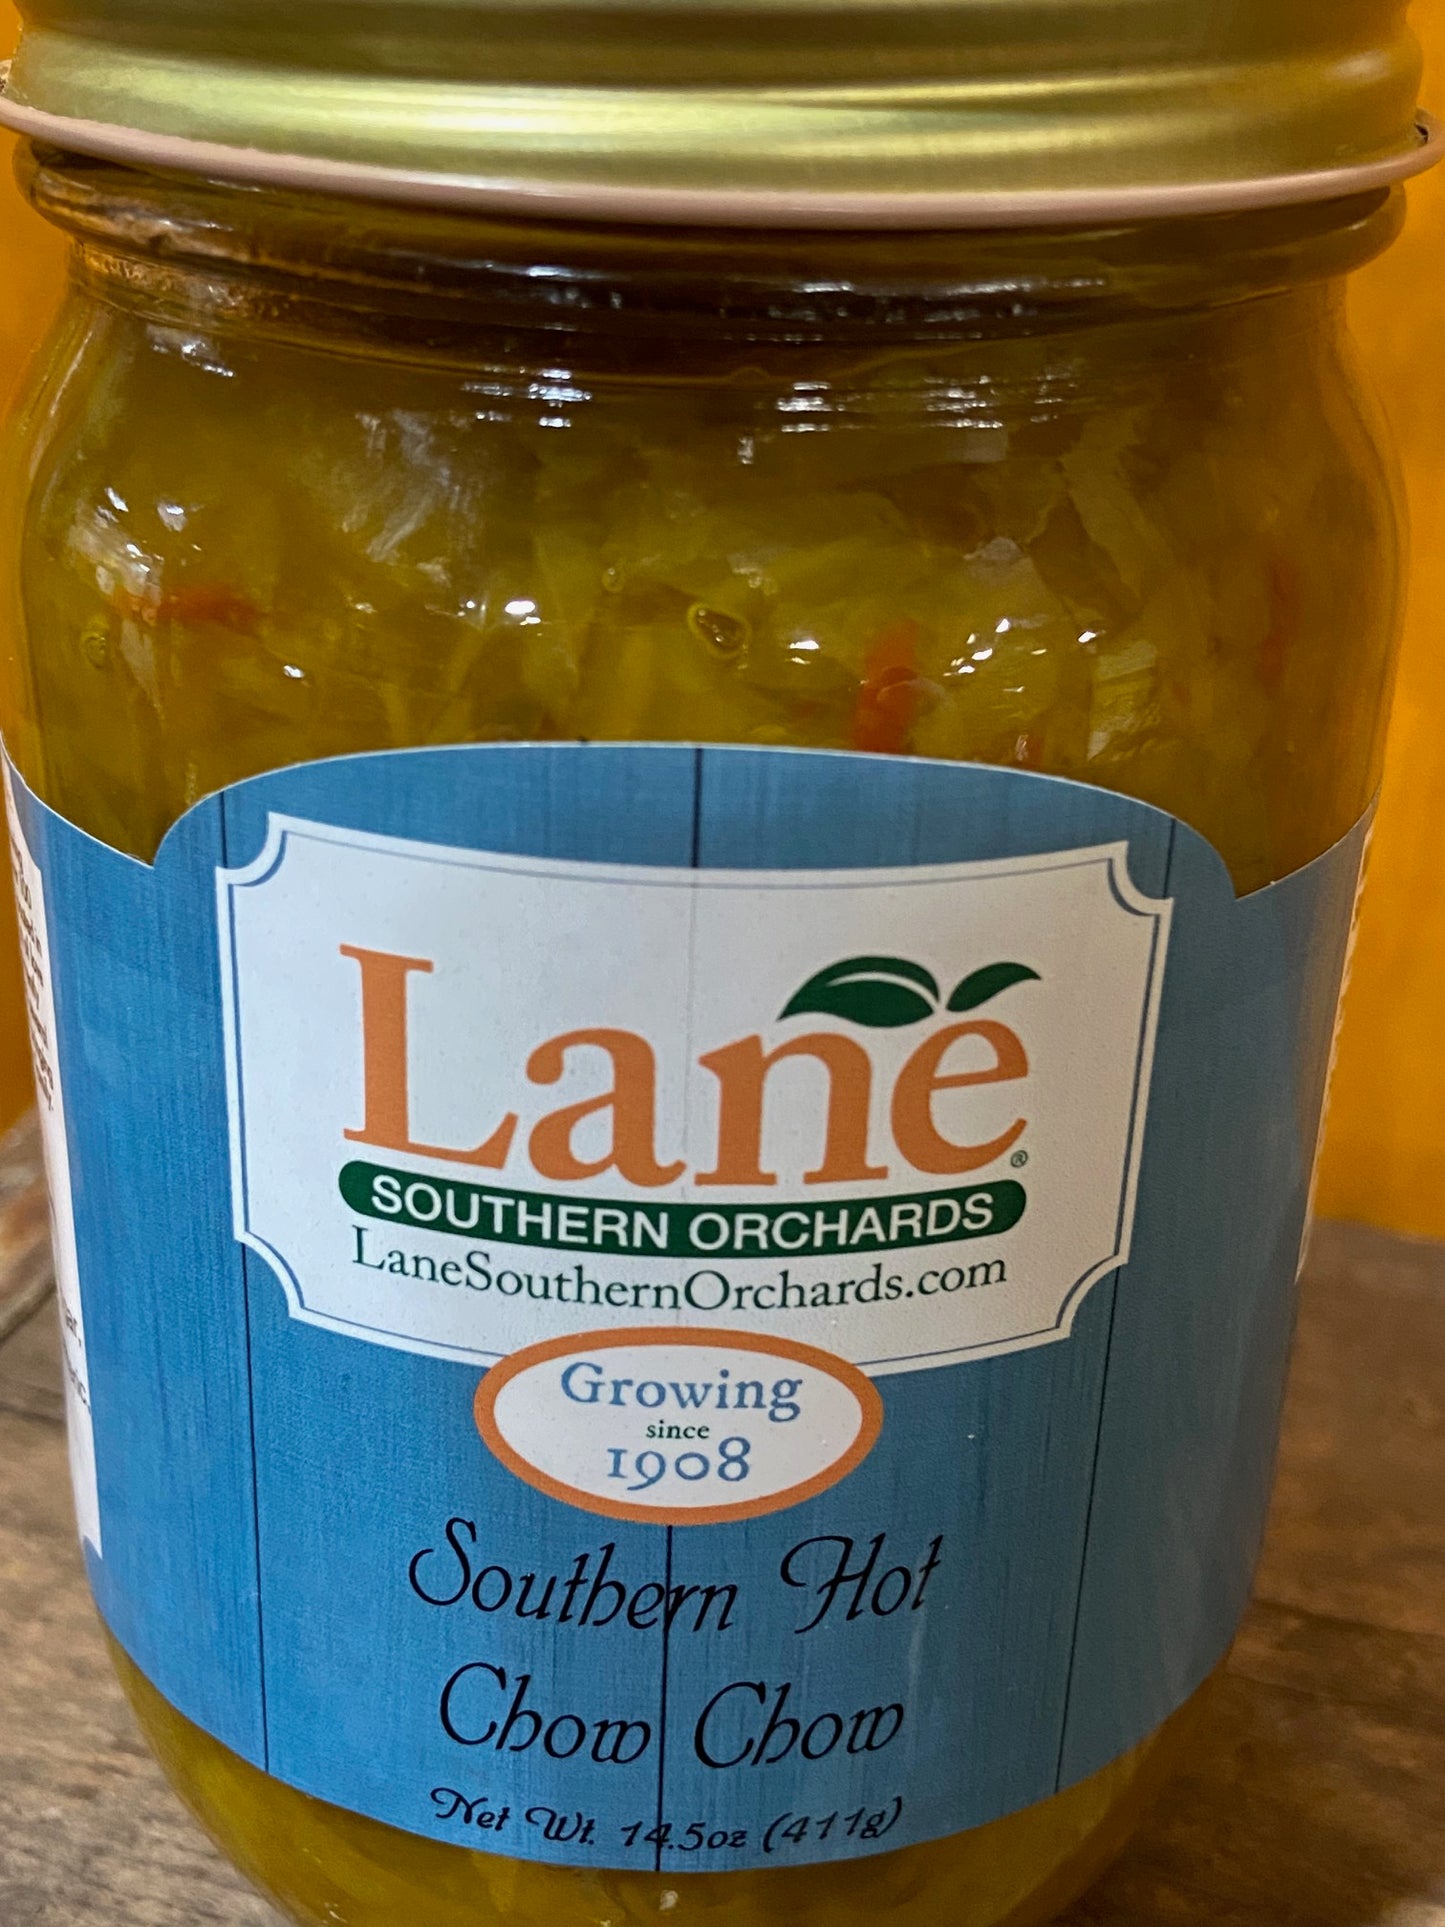 Lane®
SOUTHERN ORCHARDS
LaneSouthernOrchards.com
Growing
since
1908
Southern Hot
Chow Chow
Net Wt. 14.5oz (411g)